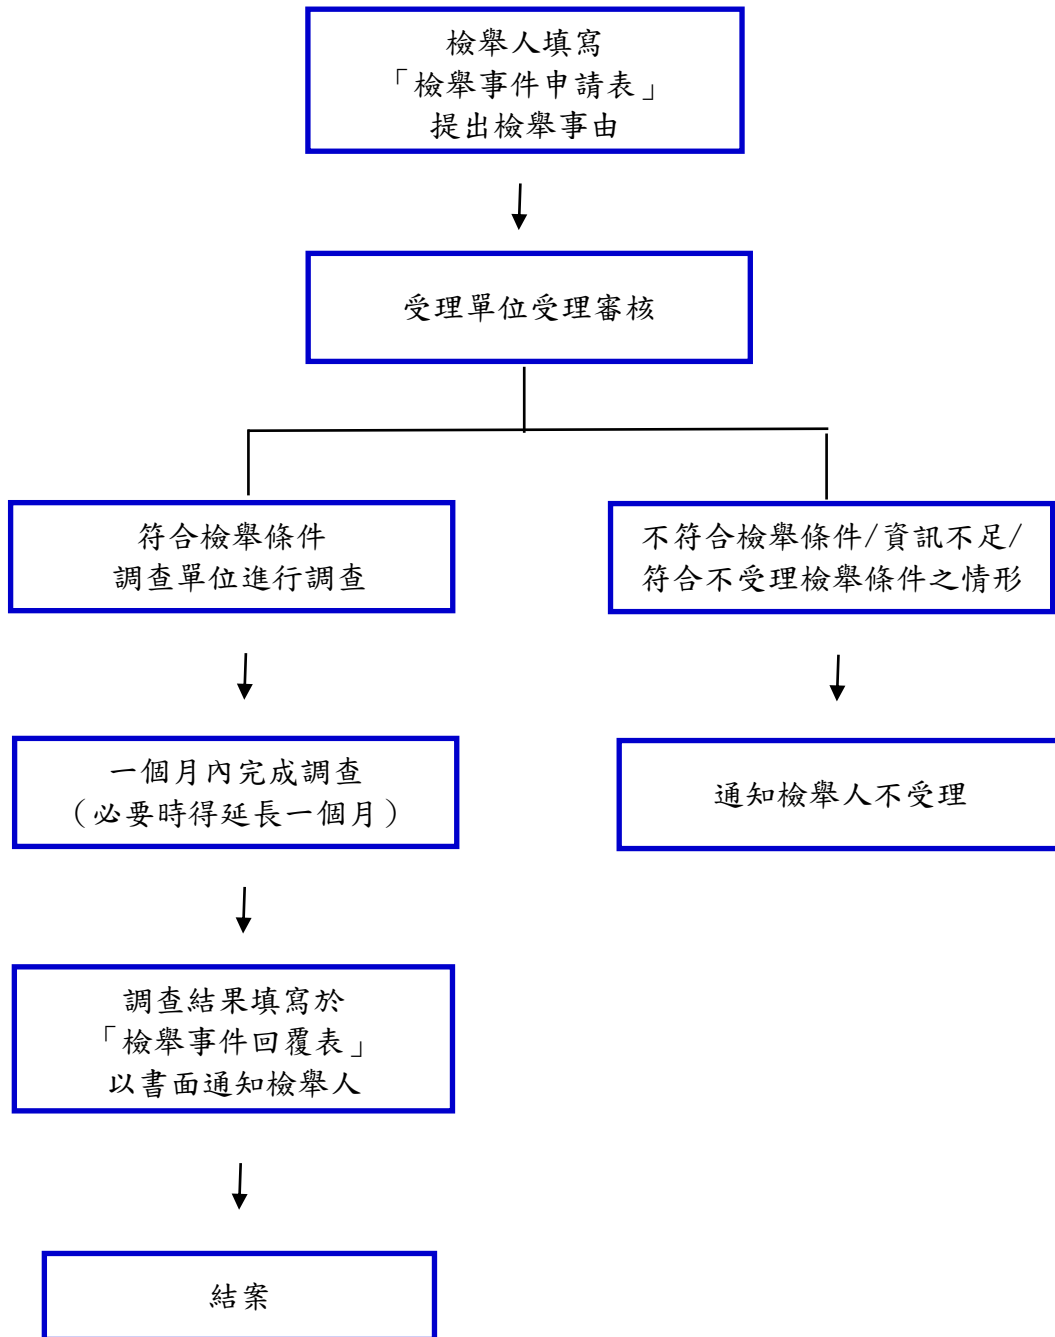 檢舉人填寫
「檢舉事件申請表」
提出檢舉事由
受理單位受理審核
符合檢舉條件
調查單位進行調查
不符合檢舉條件/資訊不足/
符合不受理檢舉條件之情形
一個月內完成調查
（必要時得延長一個月）
通知檢舉人不受理
調查結果填寫於
「檢舉事件回覆表」
以書面通知檢舉人
結案